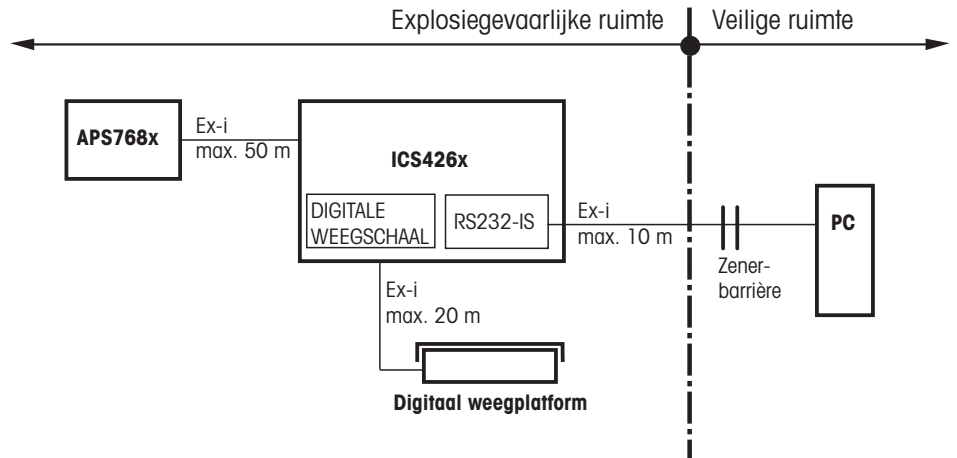 Explosiegevaarlijke ruimte
Veilige ruimte
APS768x
Ex-i
max. 50 m
ICS426x
DIGITALE
WEEGSCHAAL
RS232-IS
Ex-i
max. 10 m
Zener-
barrière
PC
Ex-i
max. 20 m
Digitaal weegplatform